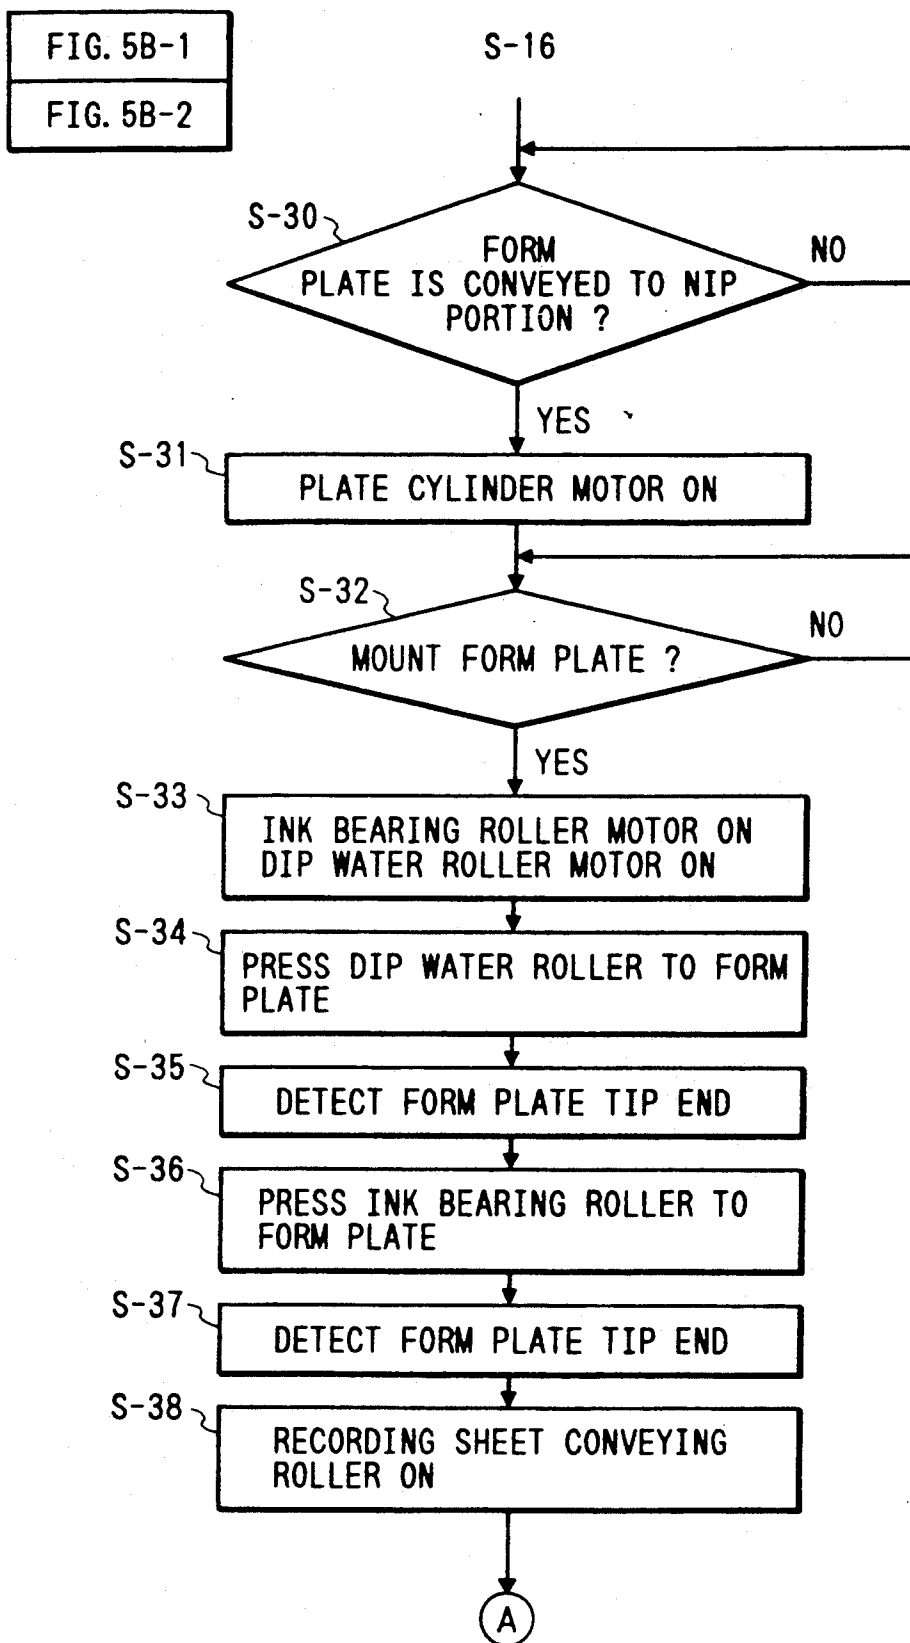 FIG. 5B-1
FIG. 5B-2
S-16
S-30
FORM
PLATE IS CONVEYED TO NIP
PORTION ?
NO
YES
S-31
PLATE CYLINDER MOTOR ON
S-32
MOUNT FORM PLATE ?
NO
YES
S-33
INK BEARING ROLLER MOTOR ON
DIP WATER ROLLER MOTOR ON
S-34
PRESS DIP WATER ROLLER TO FORM
PLATE
S-35
DETECT FORM PLATE TIP END
S-36
PRESS INK BEARING ROLLER TO
FORM PLATE
S-37
DETECT FORM PLATE TIP END
S-38
RECORDING SHEET CONVEYING
ROLLER ON
A